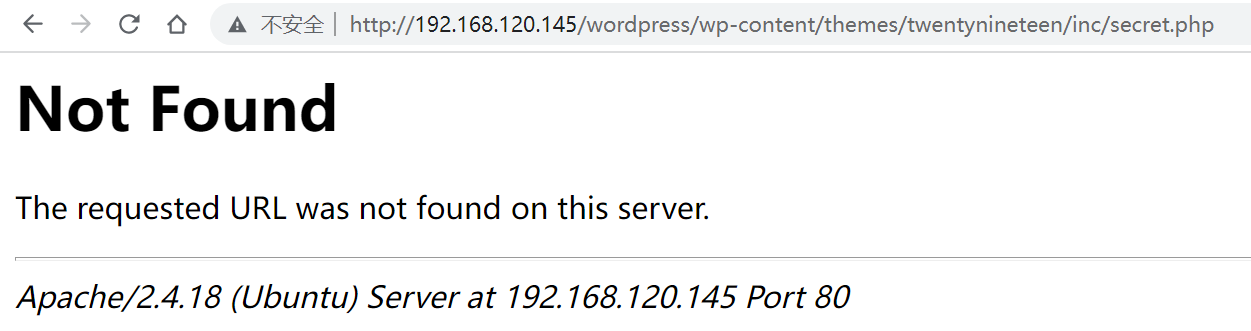 不安全 | http://192.168.120.145/wordpress/wp-content/themes/twentynineteen/inc/secret.php
Not Found
The requested URL was not found on this server.
Apache/2.4.18 (Ubuntu) Server at 192.168.120.145 Port 80